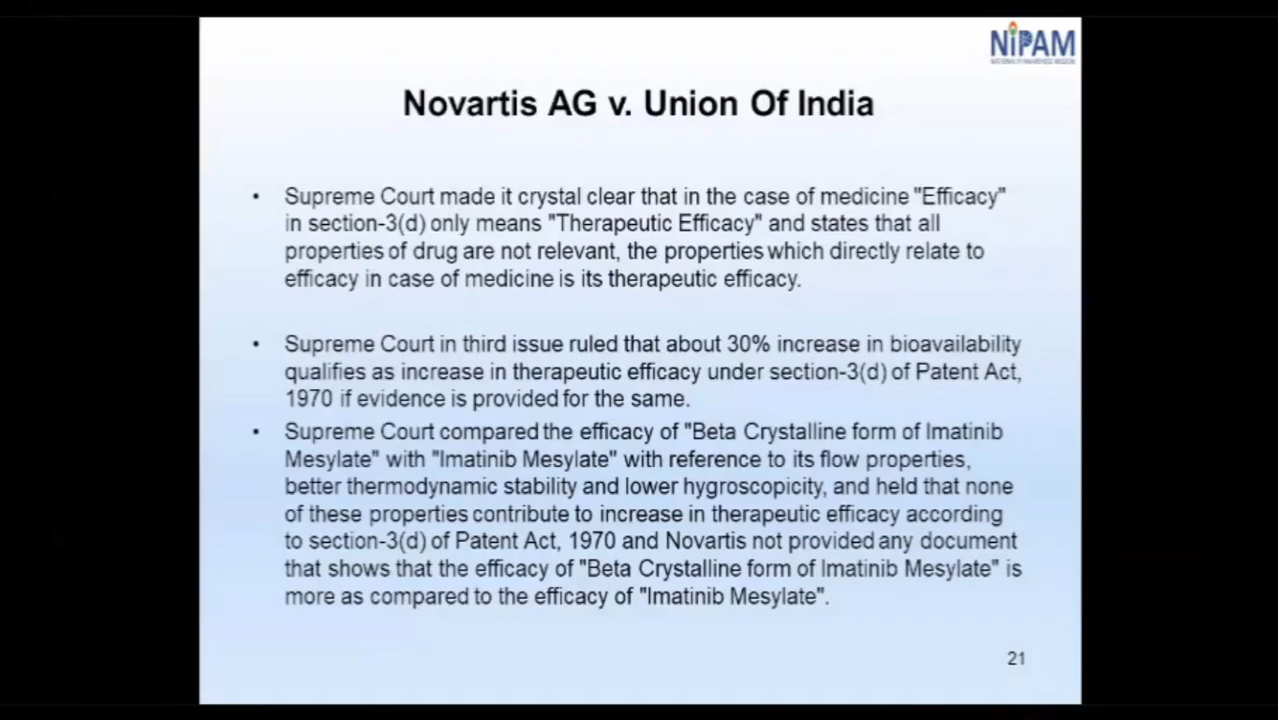 NiPAM
Novartis AG v. Union Of India
• Supreme Court made it crystal clear that in the case of medicine "Efficacy"
in section-3(d) only means "Therapeutic Efficacy" and states that all
properties of drug are not relevant, the properties which directly relate to
efficacy in case of medicine is its therapeutic efficacy.
• Supreme Court in third issue ruled that about 30% increase in bioavailability
qualifies as increase in therapeutic efficacy under section-3(d) of Patent Act,
1970 if evidence is provided for the same.
• Supreme Court compared the efficacy of "Beta Crystalline form of Imatinib
Mesylate" with "Imatinib Mesylate" with reference to its flow properties,
better thermodynamic stability and lower hygroscopicity, and held that none
of these properties contribute to increase in therapeutic efficacy according
to section-3(d) of Patent Act, 1970 and Novartis not provided any document
that shows that the efficacy of "Beta Crystalline form of Imatinib Mesylate" is
more as compared to the efficacy of "Imatinib Mesylate".
21